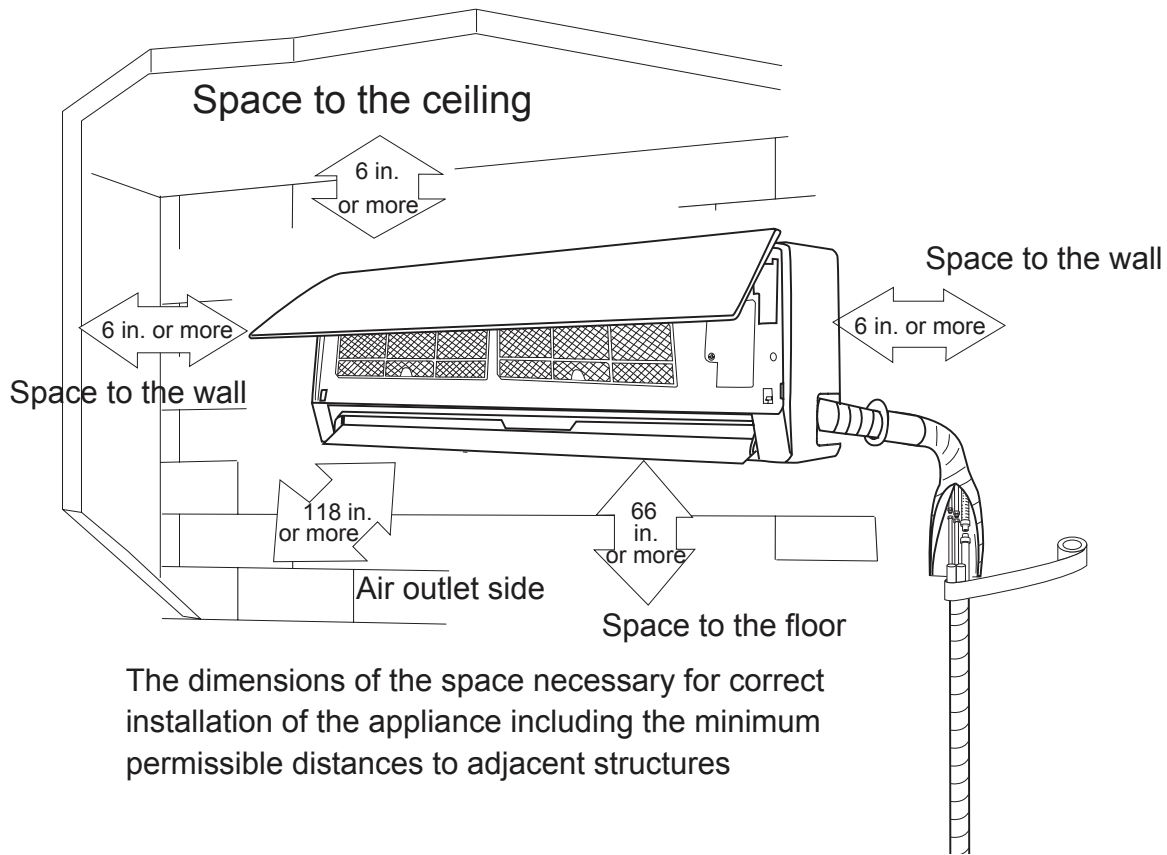 Space to the ceiling
6 in.
or more
Space to the wall
6 in. or more
6 in. or more
Space to the wall
118 in.
or more
66
in.
or more
Air outlet side
Space to the floor
The dimensions of the space necessary for correct
installation of the appliance including the minimum
permissible distances to adjacent structures